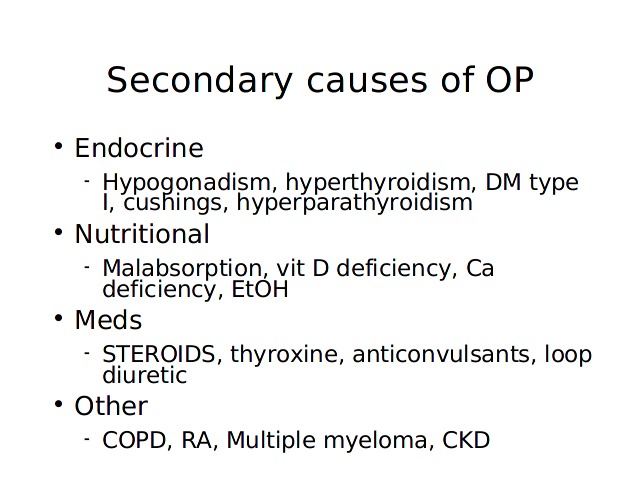 Secondary causes of OP
• Endocrine
- Hypogonadism, hyperthyroidism, DM type
I, cushings, hyperparathyroidism
• Nutritional
- Malabsorption, vit D deficiency, Ca
deficiency, EtOH
• Meds
- STEROIDS, thyroxine, anticonvulsants, loop
diuretic
• Other
- COPD, RA, Multiple myeloma, CKD